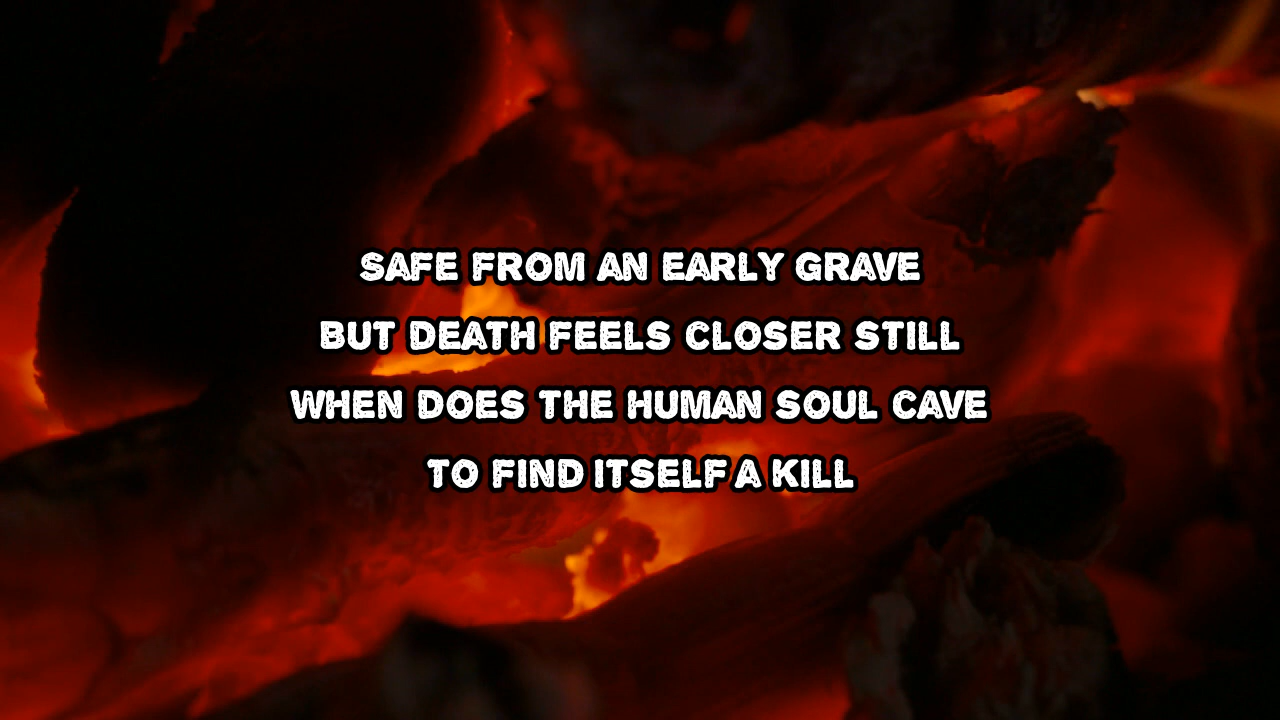 SAFE FROM AN EARLY GRAVE
BUT DEATH FEELS CLOSER STILL
WHEN DOES THE HUMAN SOUL CAVE
TO FIND ITSELF A KILL